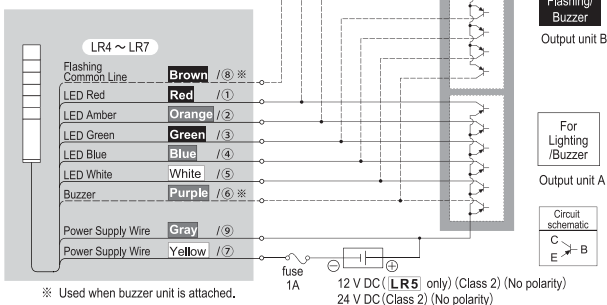 Flashing/
Buzzer
Output unit B
LR4 ～ LR7
Flashing
Common Line Brown /⑧ ※
LED Red Red /①
LED Amber Orange /②
LED Green Green /③
LED Blue Blue /④
LED White White /⑤
Buzzer Purple /⑥ ※
Power Supply Wire Gray /⑨
Power Supply Wire Yellow /⑦
※ Used when buzzer unit is attached.
fuse
1A
⊖ ⊕
12 V DC ( LR5 only) (Class 2) (No polarity)
24 V DC (Class 2) (No polarity)
For
Lighting
/Buzzer
Output unit A
Circuit
schematic
C
B
E